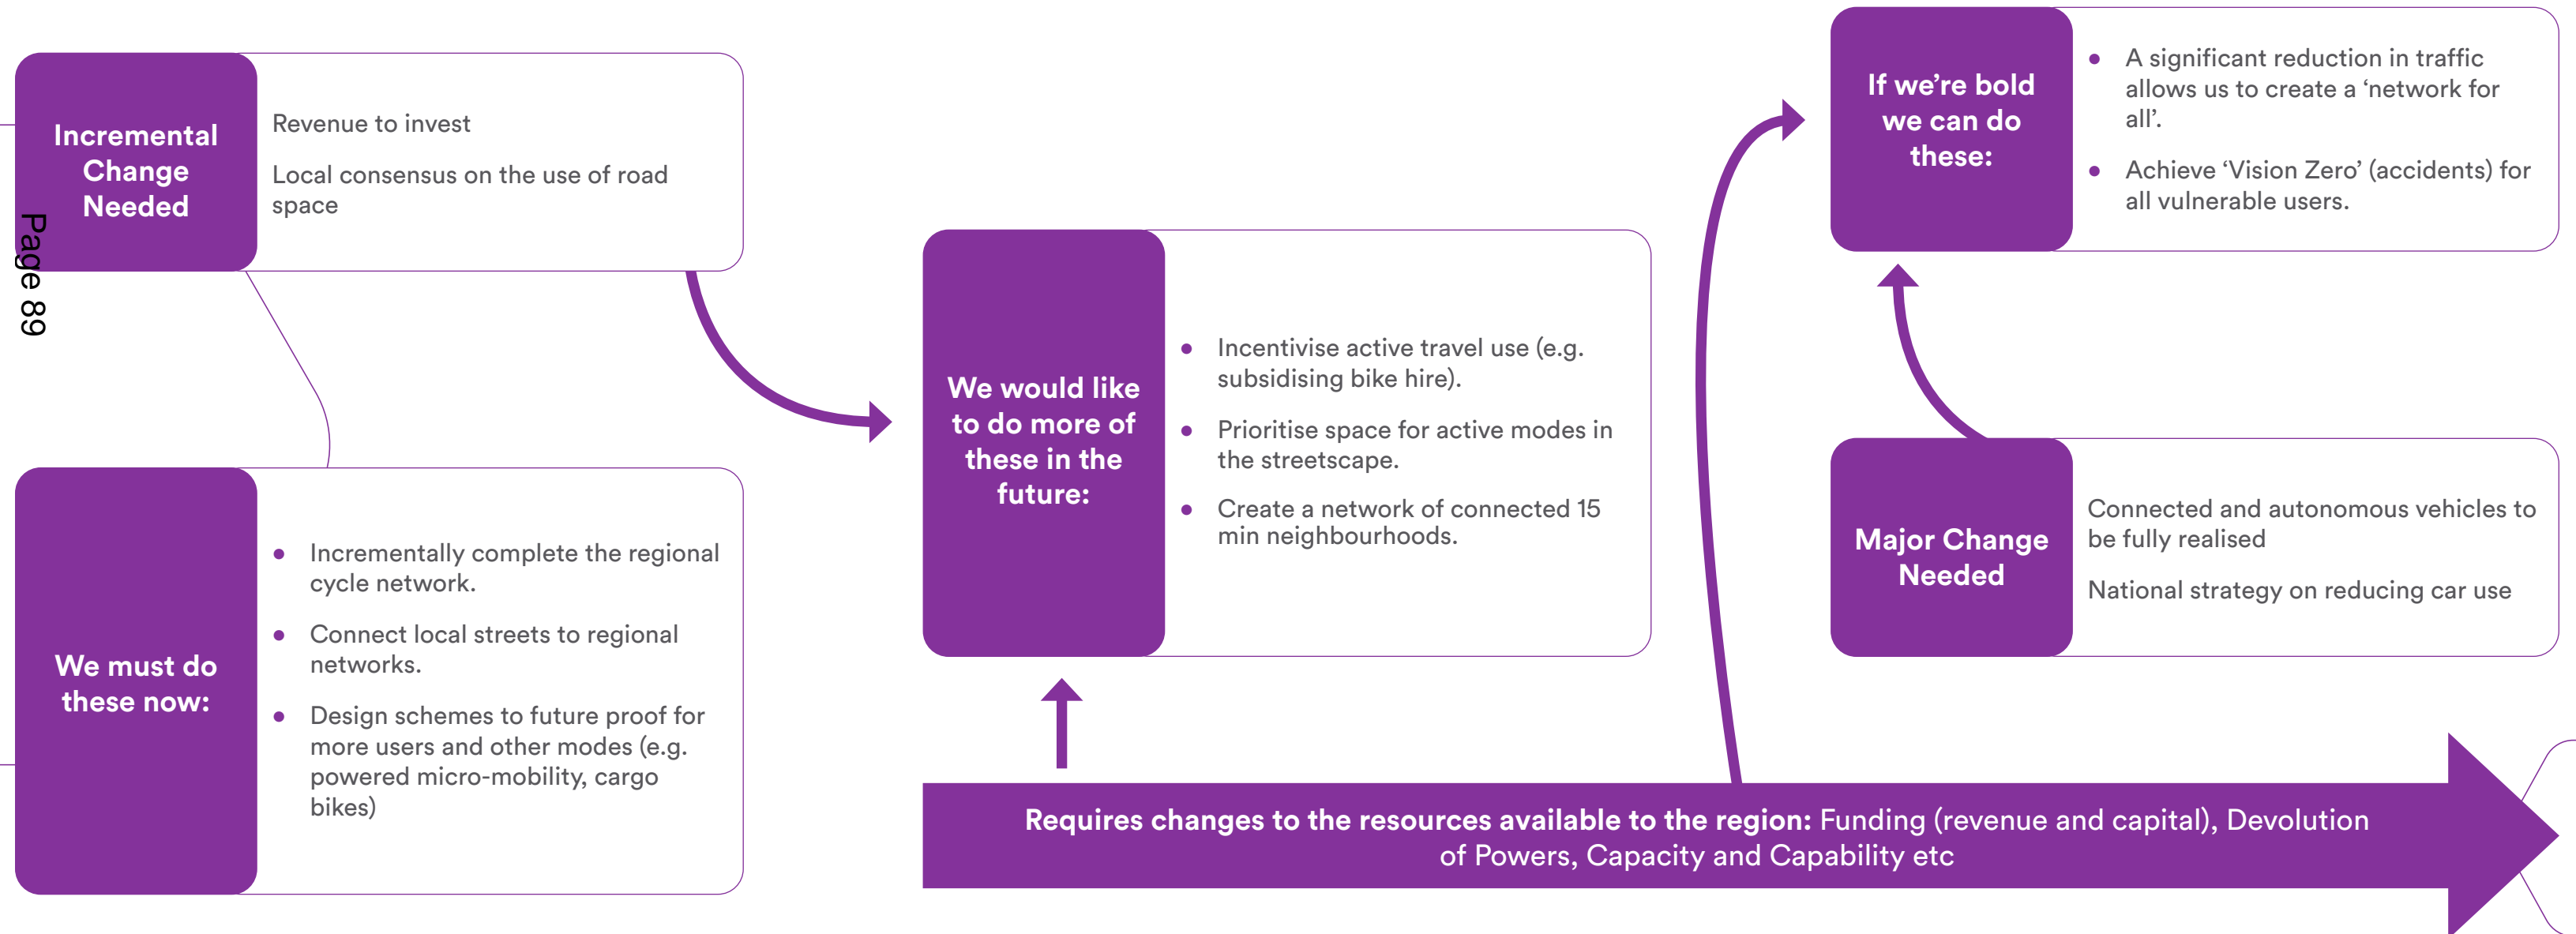 Incremental
Change
Needed
Revenue to invest
Local consensus on the use of road
space
Page 89
We must do
these now:
• Incrementally complete the regional
cycle network.
• Connect local streets to regional
networks.
• Design schemes to future proof for
more users and other modes (e.g.
powered micro-mobility, cargo
bikes)
We would like
to do more of
these in the
future:
• Incentivise active travel use (e.g.
subsidising bike hire).
• Prioritise space for active modes in
the streetscape.
• Create a network of connected 15
min neighbourhoods.
If we’re bold
we can do
these:
• A significant reduction in traffic
allows us to create a ‘network for
all’.
• Achieve ‘Vision Zero’ (accidents) for
all vulnerable users.
Major Change
Needed
Connected and autonomous vehicles to
be fully realised
National strategy on reducing car use
Requires changes to the resources available to the region: Funding (revenue and capital), Devolution
of Powers, Capacity and Capability etc